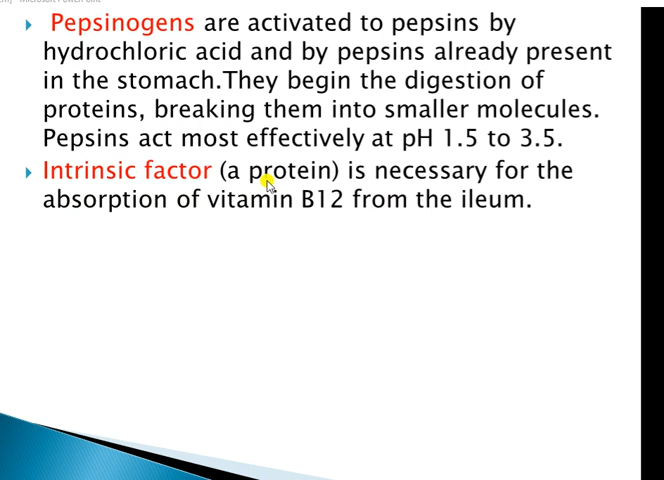 Pepsinogens are activated to pepsins by
hydrochloric acid and by pepsins already present
in the stomach.They begin the digestion of
proteins, breaking them into smaller molecules.
Pepsins act most effectively at pH 1.5 to 3.5.
Intrinsic factor (a protein) is necessary for the
absorption of vitamin B12 from the ileum.